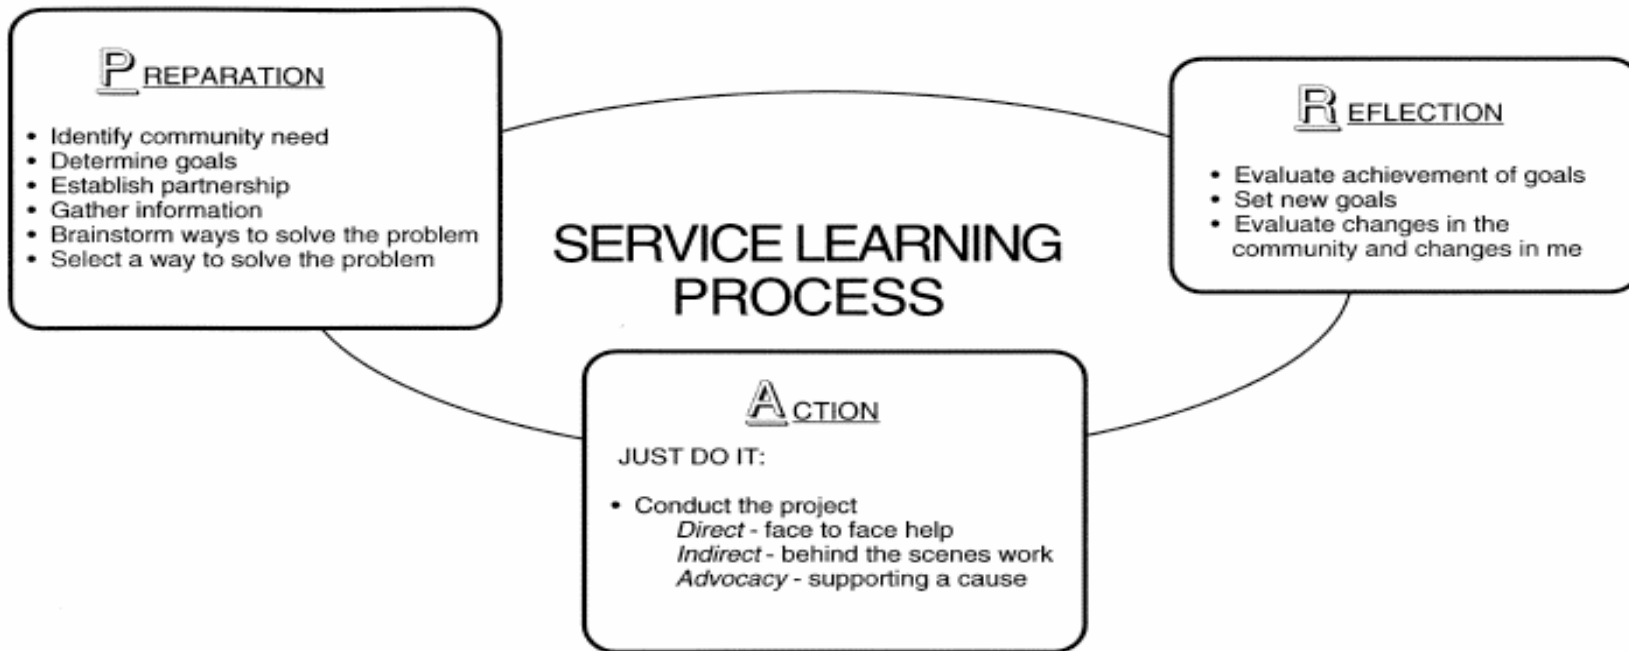 PREPARATION
• Identify community need
• Determine goals
• Establish partnership
• Gather information
• Brainstorm ways to solve the problem
• Select a way to solve the problem
SERVICE LEARNING
PROCESS
REFLECTION
• Evaluate achievement of goals
• Set new goals
• Evaluate changes in the
community and changes in me
ACTION
JUST DO IT:
• Conduct the project
Direct - face to face help
Indirect - behind the scenes work
Advocacy - supporting a cause